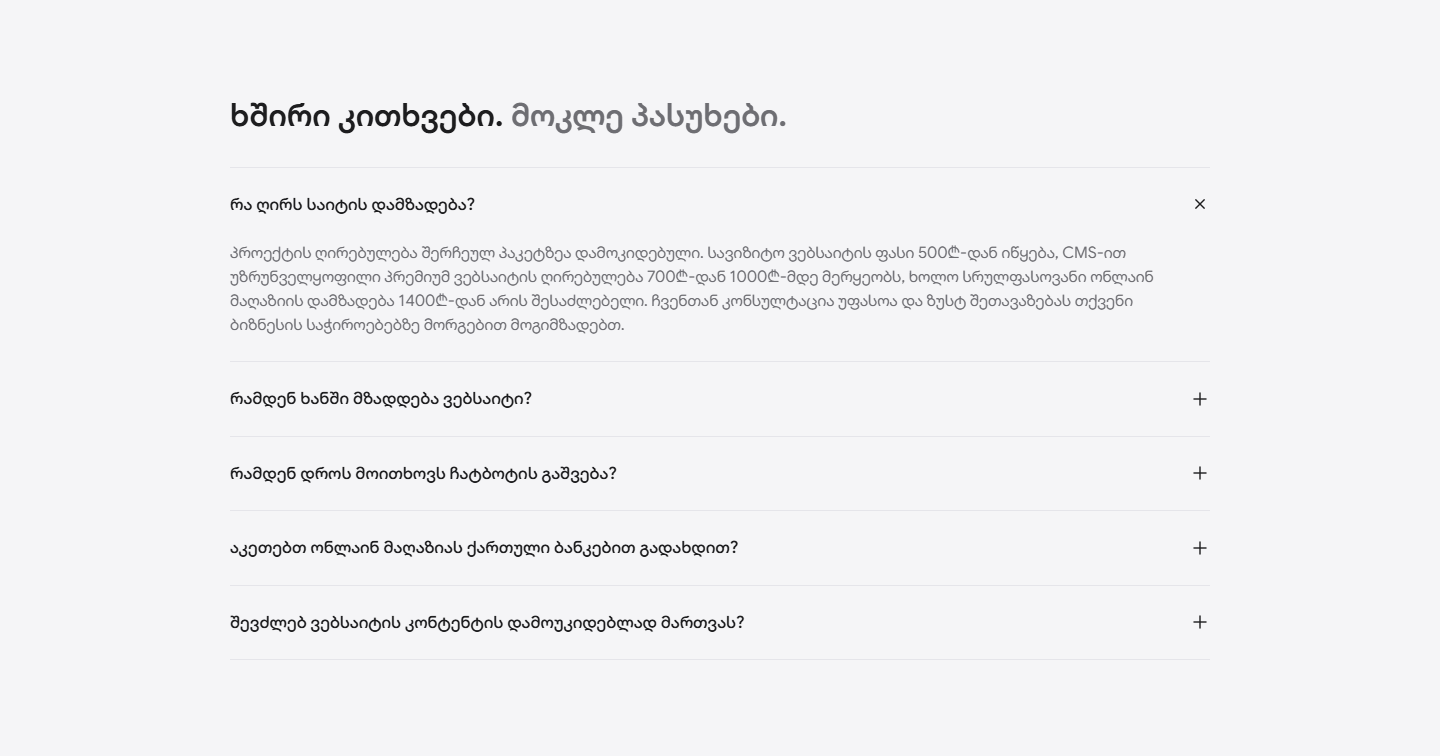 ხშირი კითხვები. მოკლე პასუხები.
რა ღირს საიტის დამზადება?
პროექტის ღირებულება შერჩეულ პაკეტზეა დამოკიდებული. სავიზიტო ვებსაიტის ფასი 500₾-დან იწყება, CMS-ით
უზრუნველყოფილი პრემიუმ ვებსაიტის ღირებულება 700₾-დან 1000₾-მდე მერყეობს, ხოლო სრულფასოვანი ონლაინ
მაღაზიის დამზადება 1400₾-დან არის შესაძლებელი. ჩვენთან კონსულტაცია უფასოა და ზუსტ შეთავაზებას თქვენი
ბიზნესის საჭიროებებზე მორგებით მოგიმზადებთ.
რამდენ ხანში მზადდება ვებსაიტი?
რამდენ დროს მოითხოვს ჩატბოტის გაშვება?
აკეთებთ ონლაინ მაღაზიას ქართული ბანკებით გადახდით?
შევძლებ ვებსაიტის კონტენტის დამოუკიდებლად მართვას?